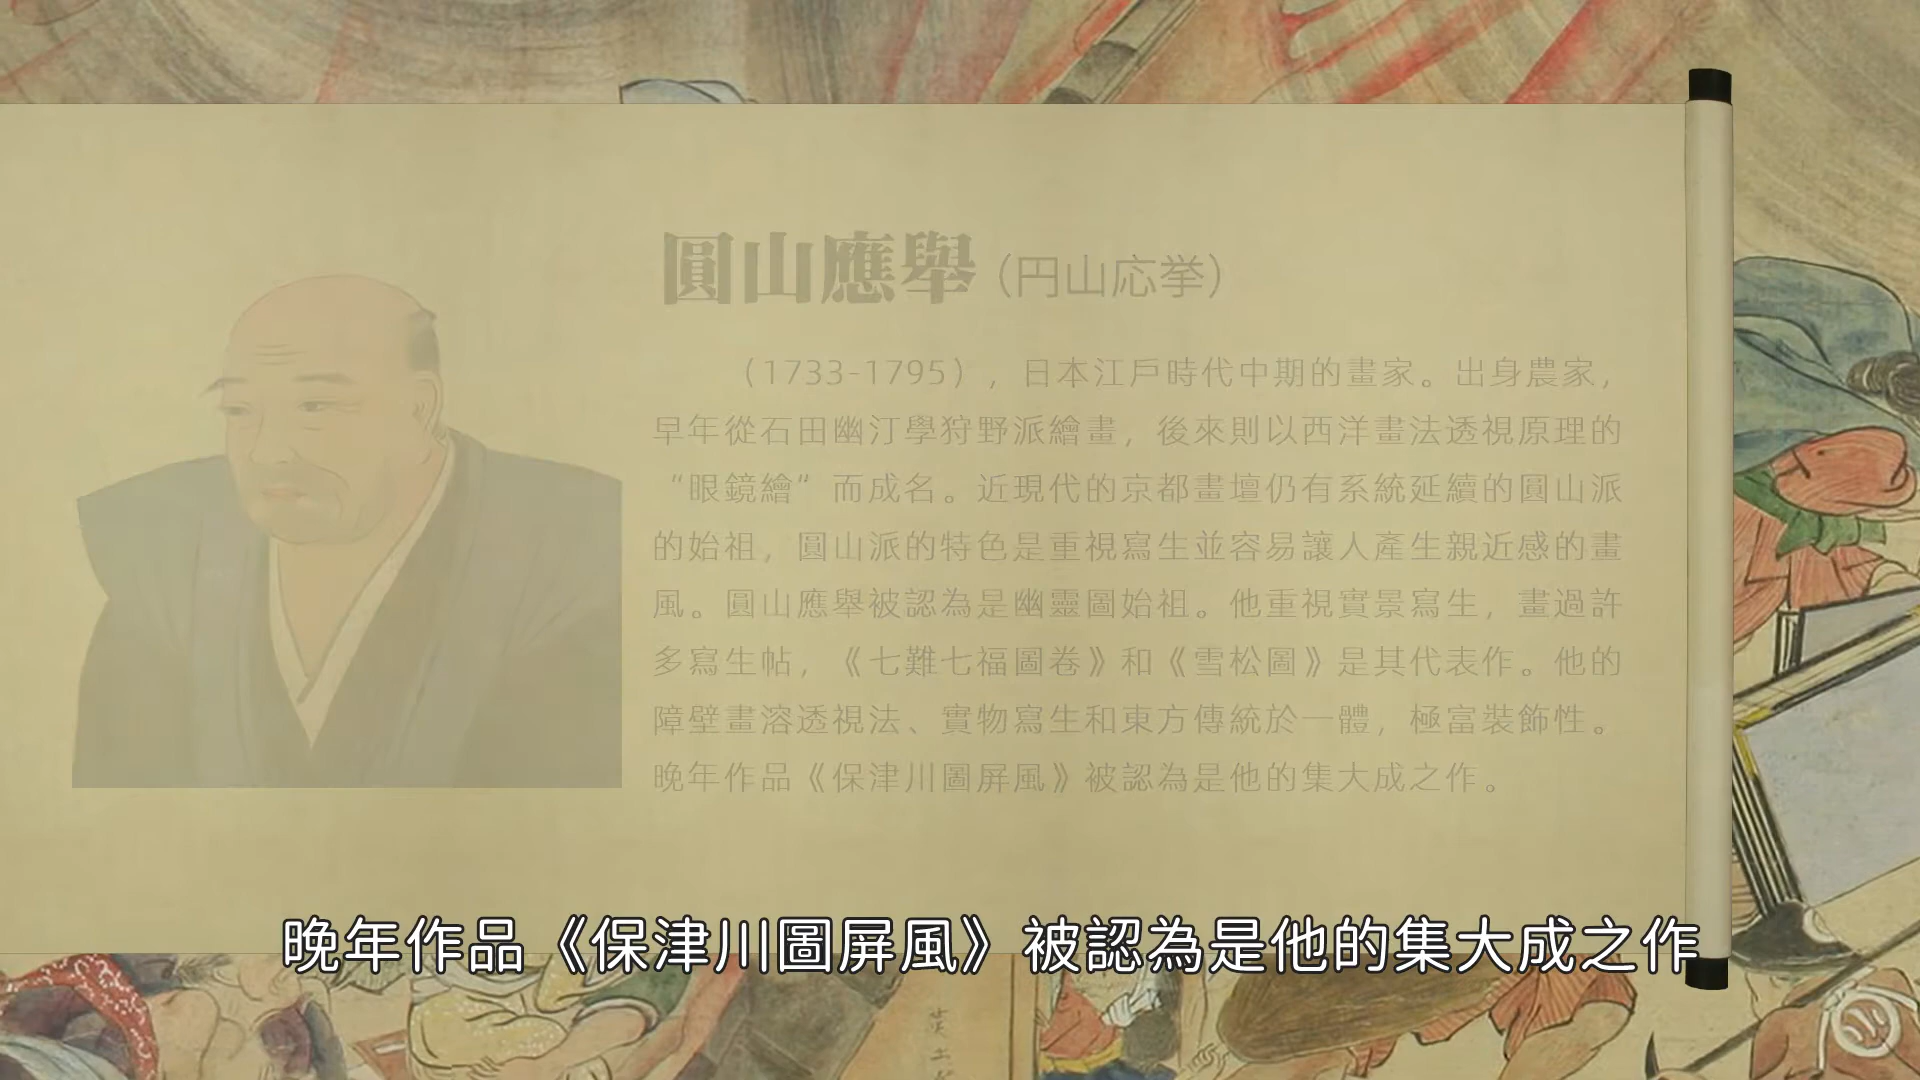 圓山應舉（円山応挙）
（1733-1795），日本江戶時代中期的畫家。出身農家，
早年從石田幽汀學狩野派繪畫，後來則以西洋畫法透視原理的
“眼鏡繪”而成名。近現代的京都畫壇仍有系統延續的圓山派
的始祖，圓山派的特色是重視寫生並容易讓人產生親近感的畫
風。圓山應舉被認為是幽靈圖始祖。他重視實景寫生，畫過許
多寫生帖，《七難七福圖卷》和《雪松圖》是其代表作。他的
障壁畫溶透視法、實物寫生和東方傳統於一體，極富裝飾性。
晚年作品《保津川圖屏風》被認為是他的集大成之作。
晚年作品《保津川圖屏風》被認為是他的集大成之作